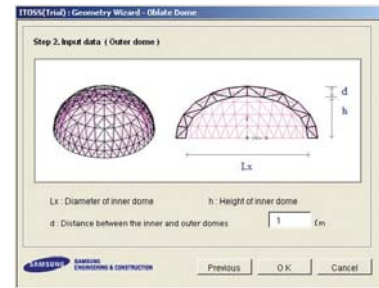 ITOSS(Trial) : Geometry Wizard - Oblate Dome
Step 2. Input data ( Outer dome )
d
h
Lx
Lx : Diameter of inner dome
h : Height of inner dome
d : Distance between the inner and outer domes
1
SAMSUNG
SAMSUNG
ENGINEERING & CONSTRUCTION
Previous
O K
Cancel